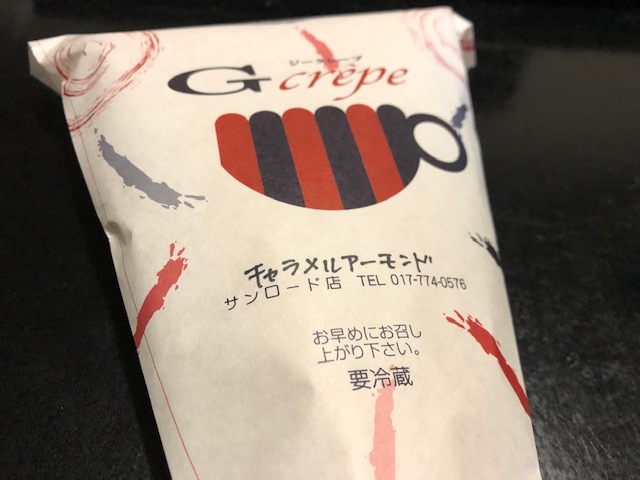 ジークレープ
G crêpe
チャラメルアーモンド
サンロード店 TEL 017-774-0576
お早めにお召し
上がり下さい。
要冷蔵